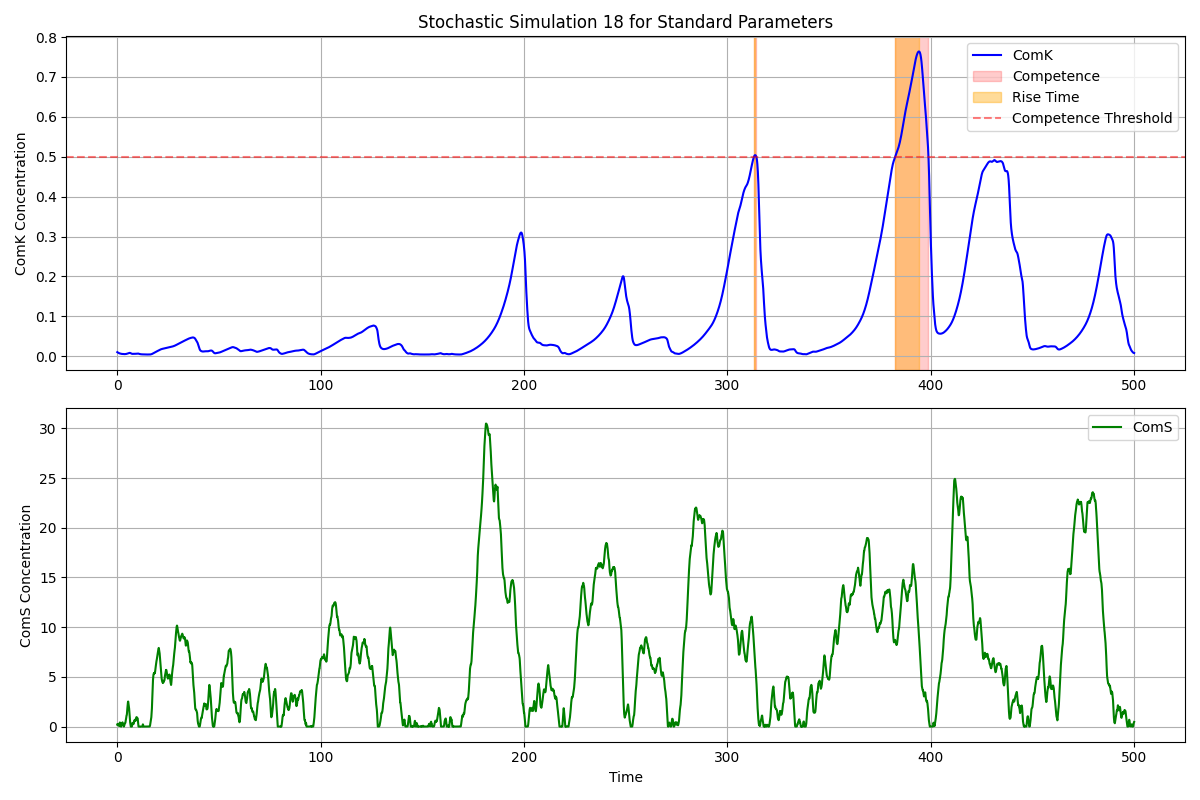 Stochastic Simulation 18 for Standard Parameters
0.8
0.7
0.6
0.5
0.4
0.3
0.2
0.1
0.0
ComK Concentration
ComK
Competence
Rise Time
Competence Threshold
0 100 200 300 400 500
30
25
20
15
10
5
0
ComS Concentration
ComS
0 100 200 300 400 500
Time